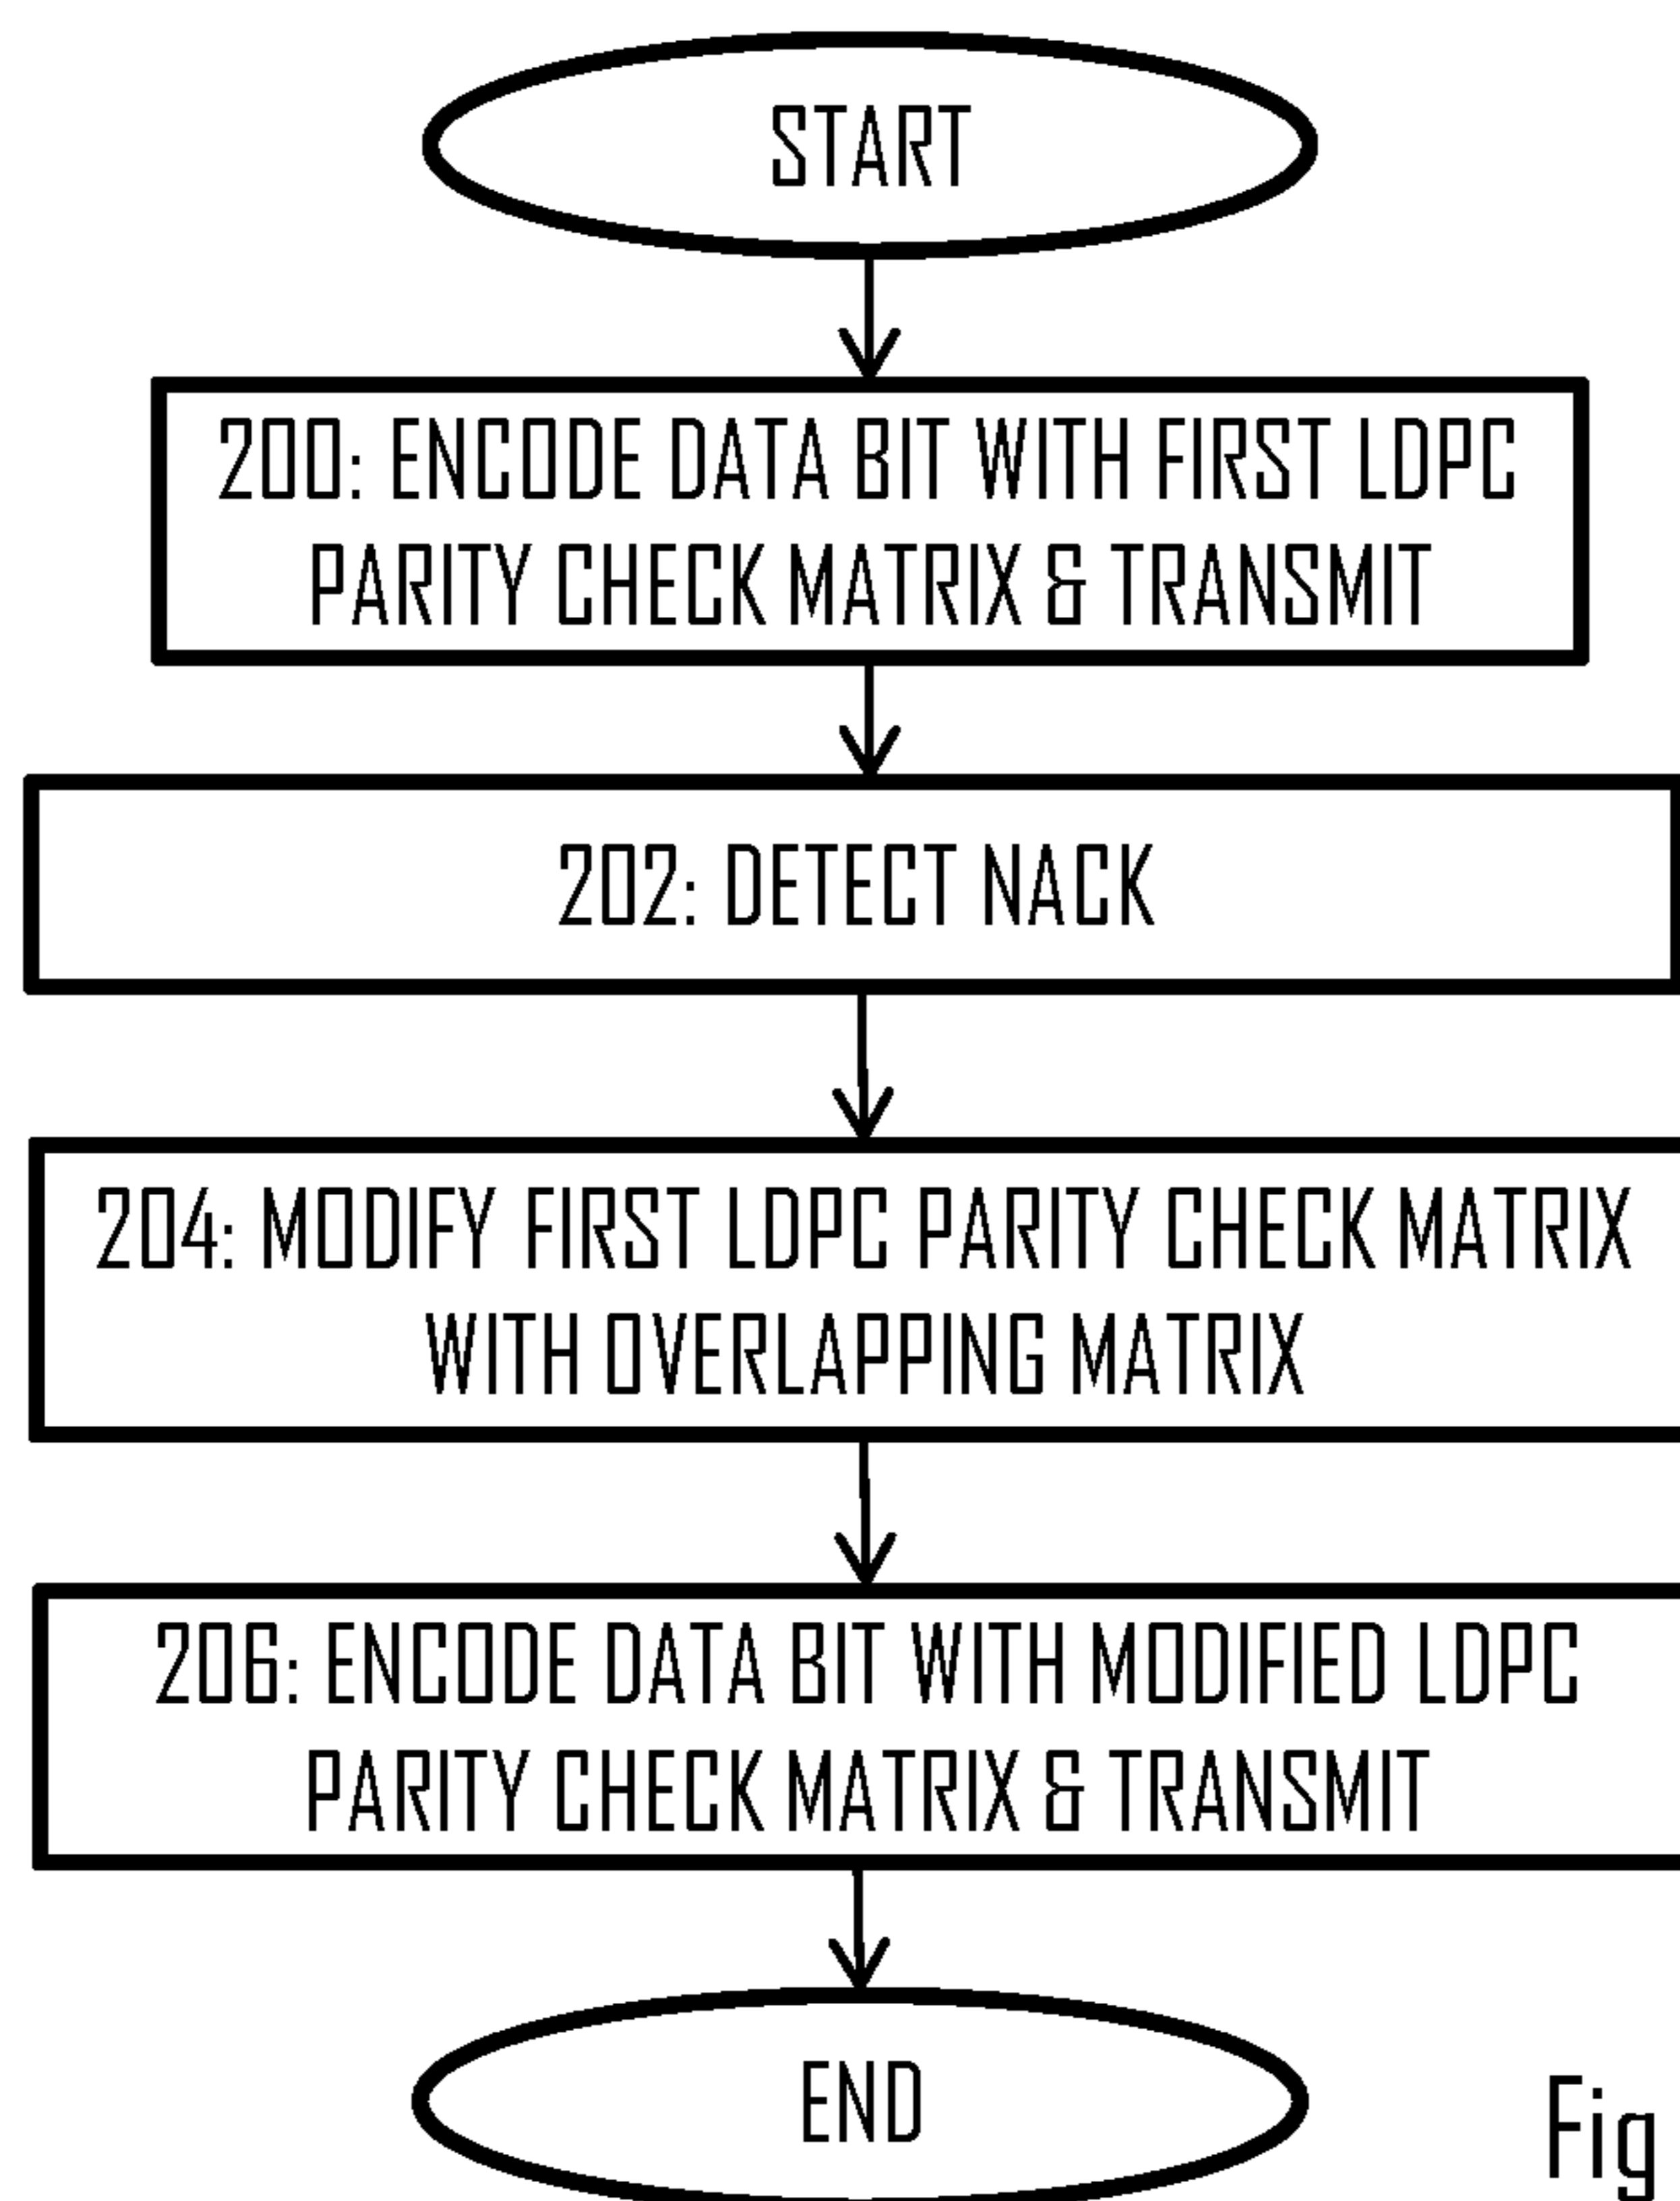 START
200: ENCODE DATA BIT WITH FIRST LDPC
PARITY CHECK MATRIX & TRANSMIT
202: DETECT NACK
204: MODIFY FIRST LDPC PARITY CHECK MATRIX
WITH OVERLAPPING MATRIX
206: ENCODE DATA BIT WITH MODIFIED LDPC
PARITY CHECK MATRIX & TRANSMIT
END
Fig